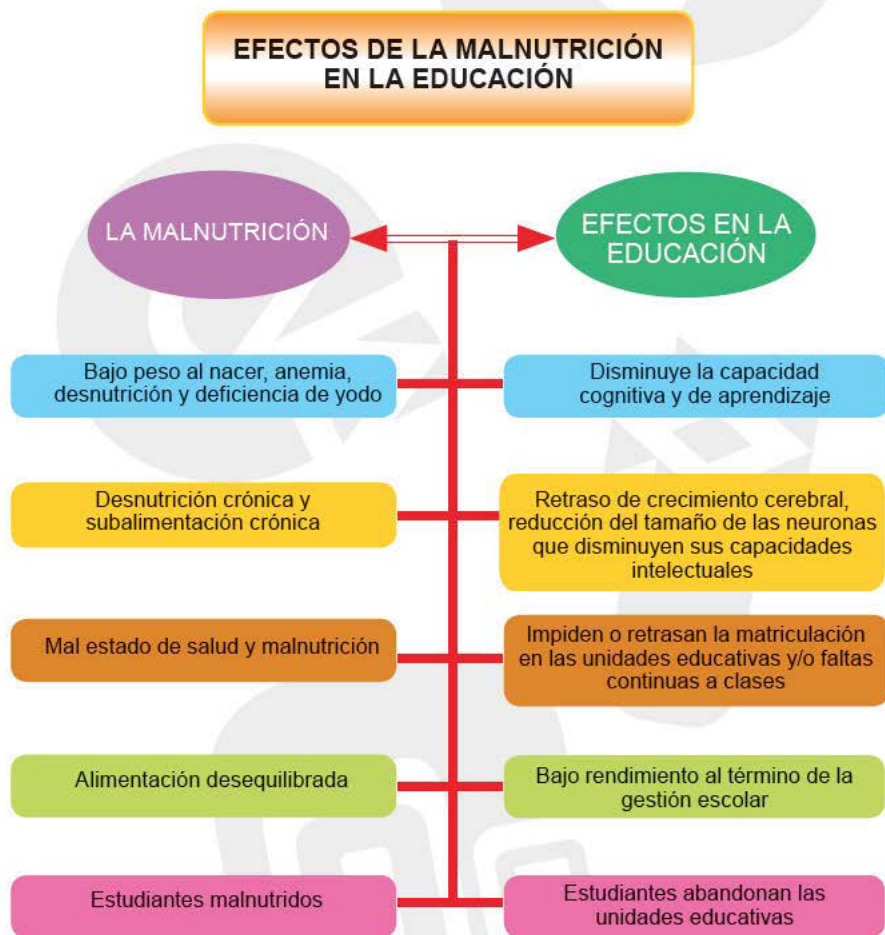 EFECTOS DE LA MALNUTRICIÓN
EN LA EDUCACIÓN
LA MALNUTRICIÓN
EFECTOS EN LA
EDUCACIÓN
Bajo peso al nacer, anemia,
desnutrición y deficiencia de yodo
Disminuye la capacidad
cognitiva y de aprendizaje
Desnutrición crónica y
subalimentación crónica
Retraso de crecimiento cerebral,
reducción del tamaño de las neuronas
que disminuyen sus capacidades
intelectuales
Mal estado de salud y malnutrición
Impiden o retrasan la matriculación
en las unidades educativas y/o faltas
continuas a clases
Alimentación desequilibrada
Bajo rendimiento al término de la
gestión escolar
Estudiantes malnutridos
Estudiantes abandonan las
unidades educativas